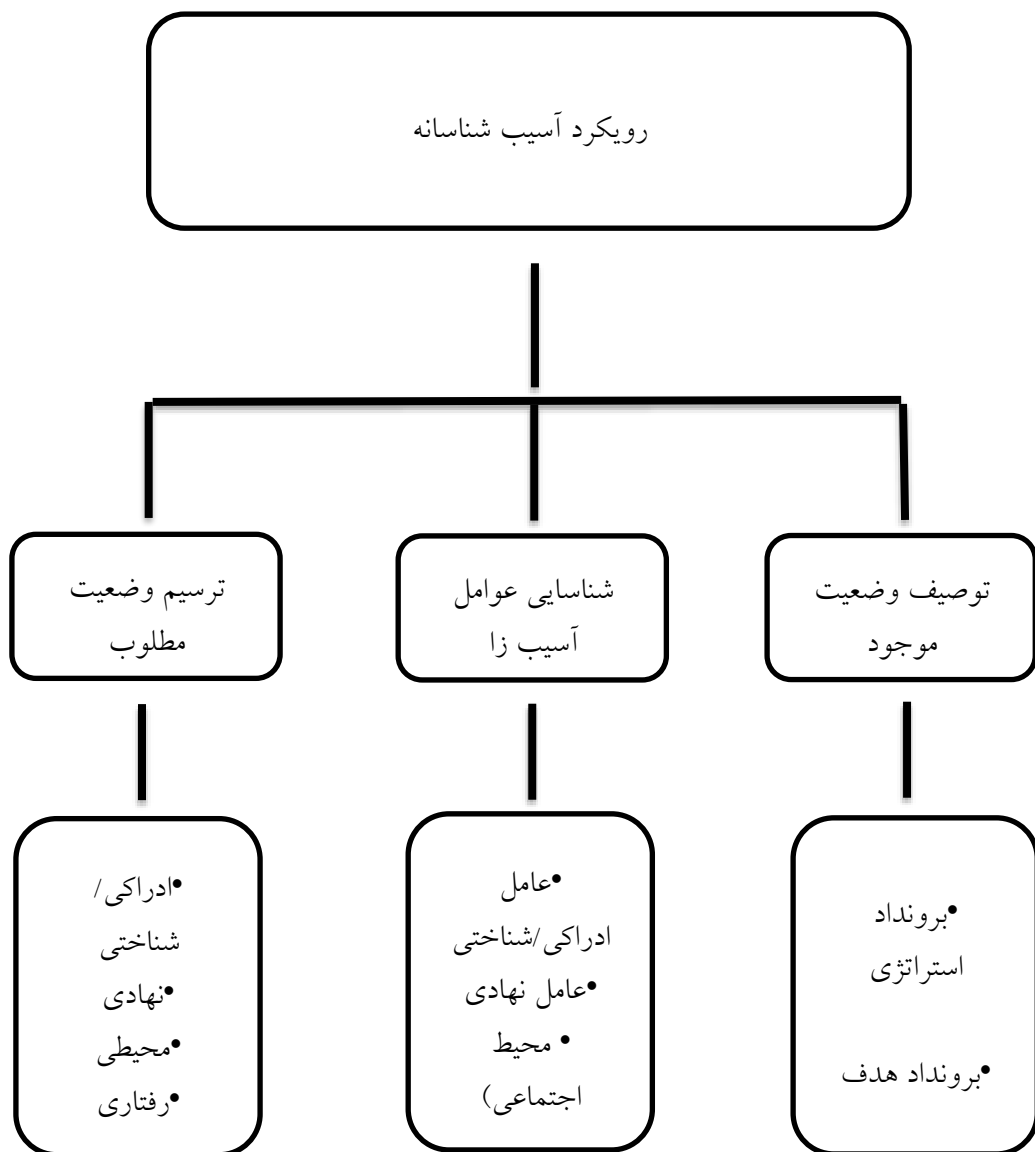 رویکرد آسیب شناسانه
توصیف وضعیت
موجود
شناسایی عوامل
آسیب زا
ترسیم وضعیت
مطلوب
•برونداد
استراتژی
•برونداد هدف
•عامل
ادراکی/شناختی
•عامل نهادی
• محیط
اجتماعی)
•ادراکی/
شناختی
•نهادی
•محیطی
•رفتاری